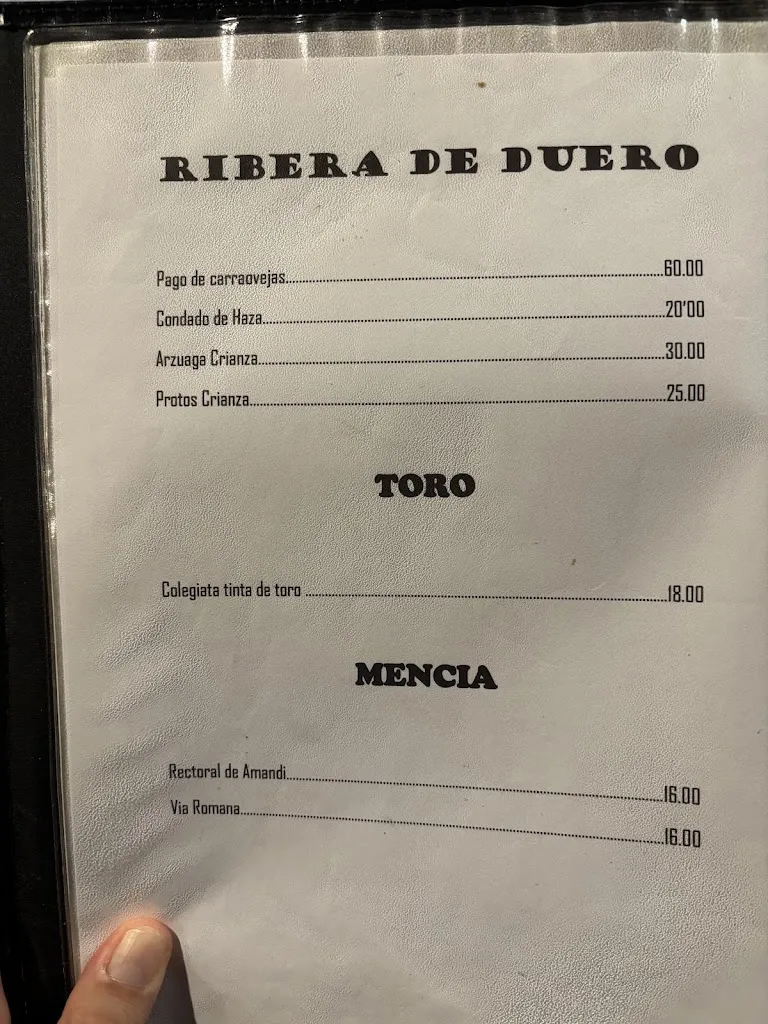 RIBERA DE DUERO
Pago de carraovejas........................................60.00
Condado de Haza........................................20'00
Arzuaga Crianza........................................30.00
Protos Crianza........................................25.00
TORO
Colegiata tinta de toro ........................................18.00
MENCIA
Rectoral de Amandi........................................16.00
Via Romana........................................16.00